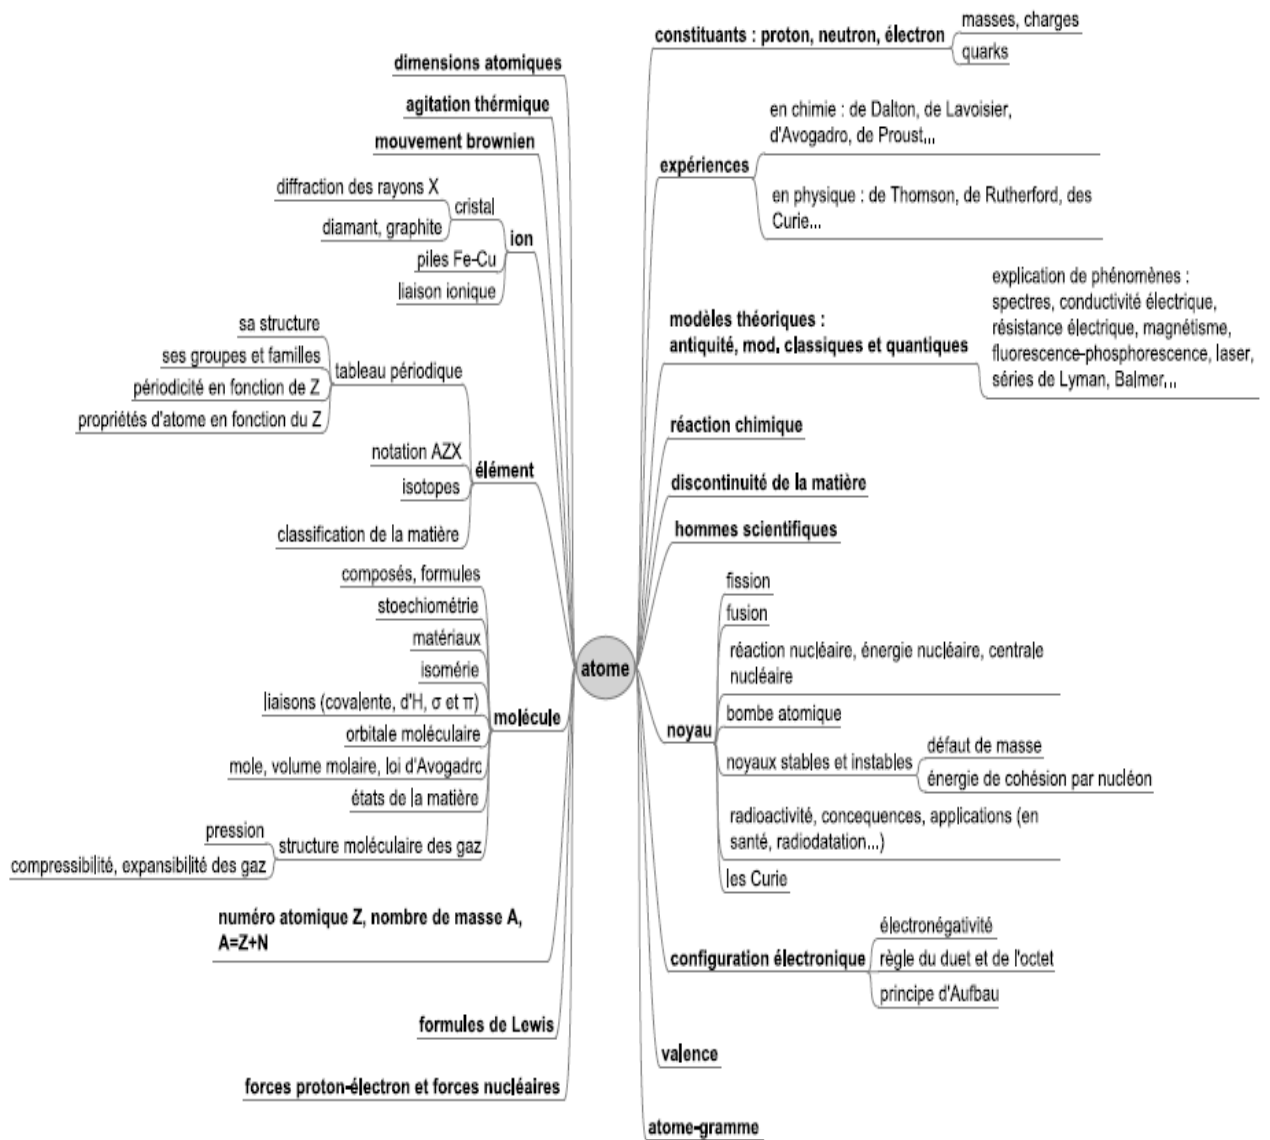 dimensions atomiques
agitation thérmique
mouvement brownien
diffraction des rayons X
cristal
diamant, graphite
ion
piles Fe-Cu
liaison ionique
sa structure
ses groupes et familles
tableau périodique
périodicité en fonction de Z
propriétés d'atome en fonction du Z
notation AZX
élément
isotopes
classification de la matière
composés, formules
stoechiométrie
matériaux
isomérie
liaisons (covalente, d'H, σ et π)
molécule
orbitale moléculaire
mole, volume molaire, loi d'Avogadro
états de la matière
pression
structure moléculaire des gaz
compressibilité, expansibilité des gaz
numéro atomique Z, nombre de masse A,
A=Z+N
formules de Lewis
forces proton-électron et forces nucléaires
atome
constituants : proton, neutron, électron
masses, charges
quarks
expériences
en chimie : de Dalton, de Lavoisier,
d'Avogadro, de Proust...
en physique : de Thomson, de Rutherford, des
Curie...
modèles théoriques :
antiquité, mod. classiques et quantiques
explication de phénomènes :
spectres, conductivité électrique,
résistance électrique, magnétisme,
fluorescence-phosphorescence, laser,
séries de Lyman, Balmer...
réaction chimique
discontinuité de la matière
hommes scientifiques
noyau
fission
fusion
réaction nucléaire, énergie nucléaire, centrale
nucléaire
bombe atomique
noyaux stables et instables
défaut de masse
énergie de cohésion par nucléon
radioactivité, concequences, applications (en
santé, radiodatation...)
les Curie
configuration électronique
électronégativité
règle du duet et de l'octet
principe d'Aufbau
valence
atome-gramme